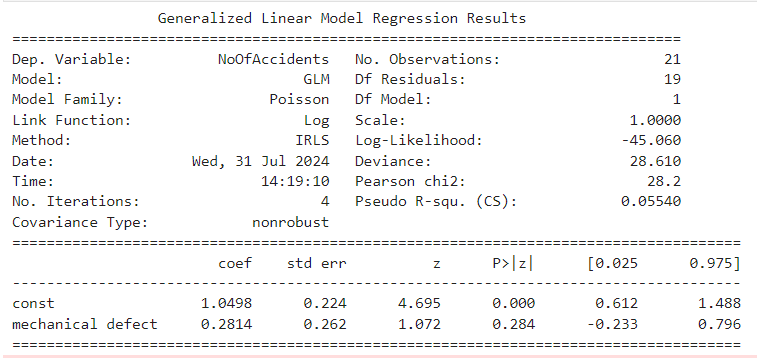 Generalized Linear Model Regression Results
==============================================================================
Dep. Variable: NoOfAccidents No. Observations: 21
Model: GLM Df Residuals: 19
Model Family: Poisson Df Model: 1
Link Function: Log Scale: 1.0000
Method: IRLS Log-Likelihood: -45.060
Date: Wed, 31 Jul 2024 Deviance: 28.610
Time: 14:19:10 Pearson chi2: 28.2
No. Iterations: 4 Pseudo R-squ. (CS): 0.05540
Covariance Type: nonrobust
=====================================================================================
coef std err z P>|z| [0.025 0.975]
-------------------------------------------------------------------------------------
const 1.0498 0.224 4.695 0.000 0.612 1.488
mechanical defect 0.2814 0.262 1.072 0.284 -0.233 0.796
=====================================================================================